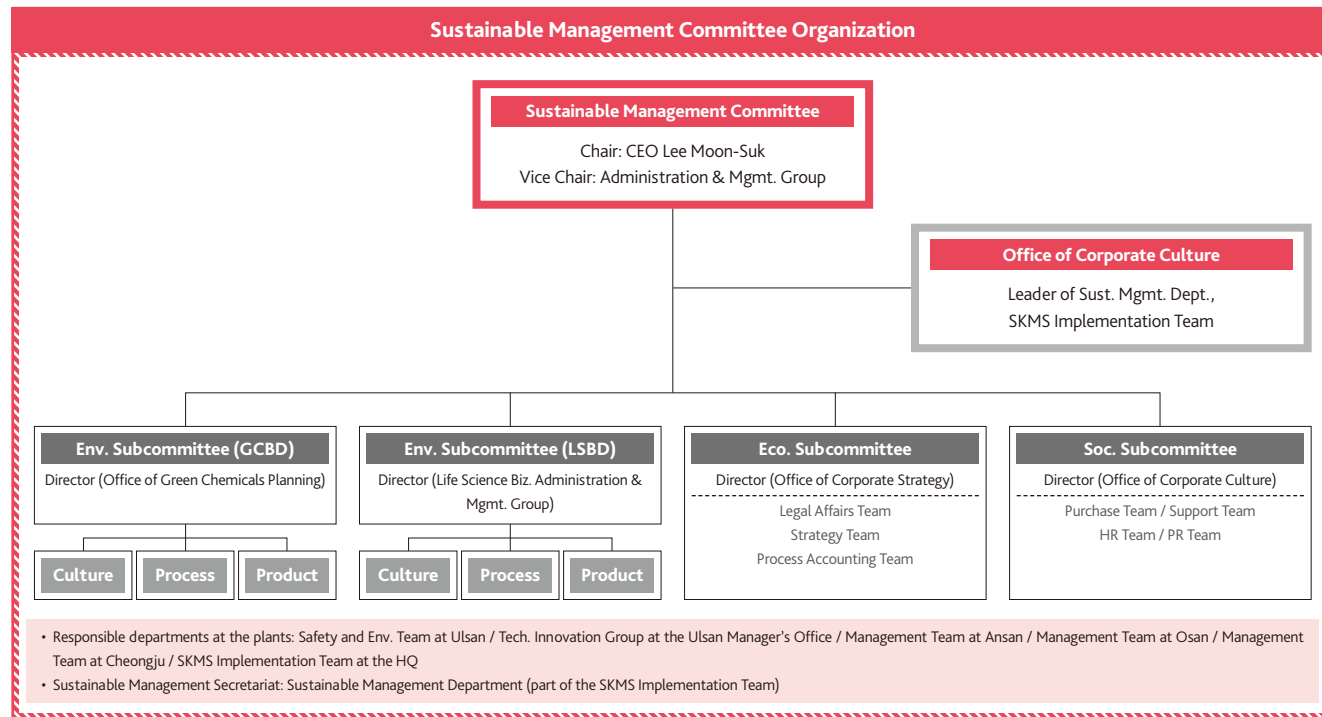 Sustainable Management Committee Organization
Sustainable Management Committee
Chair: CEO Lee Moon-Suk
Vice Chair: Administration & Mgmt. Group
Office of Corporate Culture
Leader of Sust. Mgmt. Dept.,
SKMS Implementation Team
Env. Subcommittee (GCBD)
Director (Office of Green Chemicals Planning)
Culture
Process
Product
Env. Subcommittee (LSBD)
Director (Life Science Biz. Administration &
Mgmt. Group)
Culture
Process
Product
Eco. Subcommittee
Director (Office of Corporate Strategy)
Legal Affairs Team
Strategy Team
Process Accounting Team
Soc. Subcommittee
Director (Office of Corporate Culture)
Purchase Team / Support Team
HR Team / PR Team
• Responsible departments at the plants: Safety and Env. Team at Ulsan / Tech. Innovation Group at the Ulsan Manager's Office / Management Team at Ansan / Management Team at Osan / Management
Team at Cheongju / SKMS Implementation Team at the HQ
• Sustainable Management Secretariat: Sustainable Management Department (part of the SKMS Implementation Team)